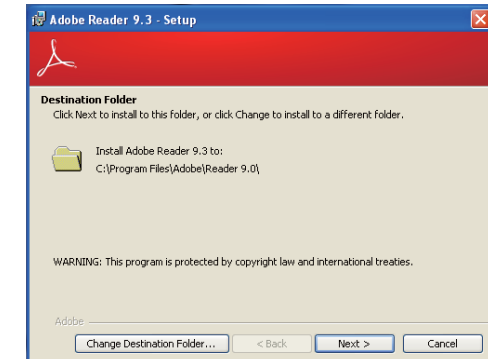 Adobe Reader 9.3 - Setup
Destination Folder
Click Next to install to this folder, or click Change to install to a different folder.
Install Adobe Reader 9.3 to:
C:\Program Files\Adobe\Reader 9.0\
WARNING: This program is protected by copyright law and international treaties.
Adobe
Change Destination Folder... < Back Next > Cancel